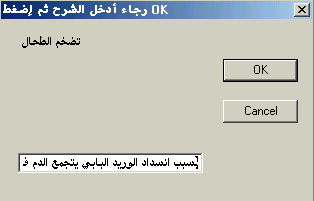 رجاء أدخل الشرح ثم إضغط OK
تضخم الطحال
OK
Cancel
بسبب انسداد الوريد البابي يتجمع الدم ف